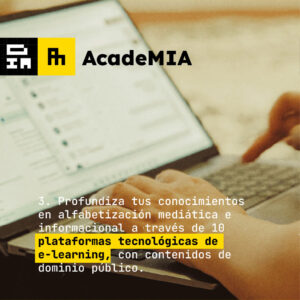 AcadeMIA
3. Profundiza tus conocimientos
en alfabetización mediática e
informacional a través de 10
plataformas tecnológicas de
e-learning, con contenidos de
dominio público.